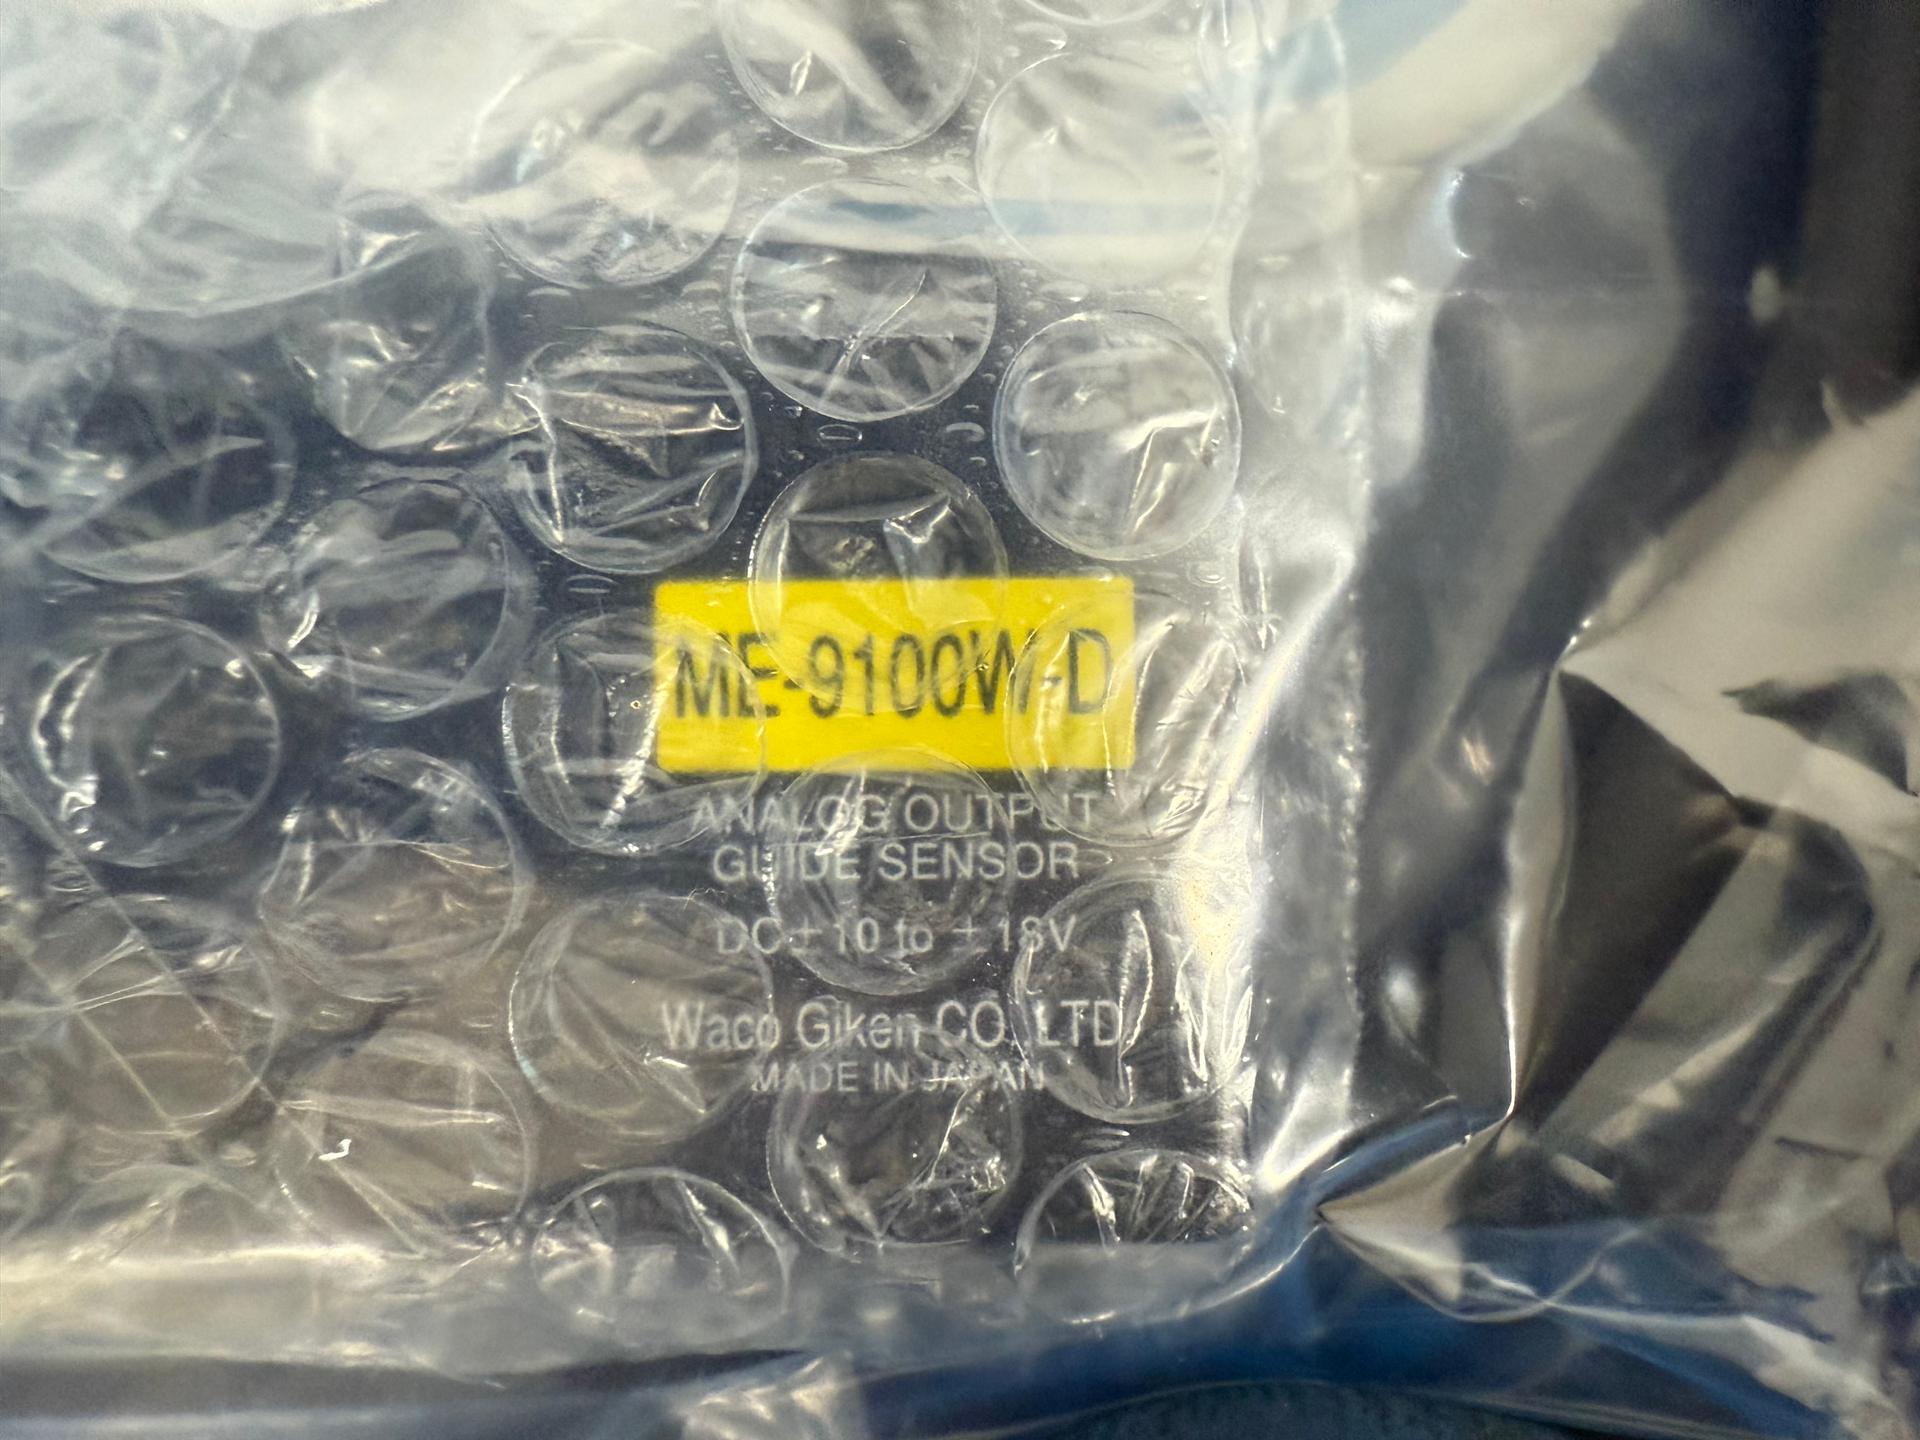 ME-9100W-D
ANALOG OUTPUT
GUIDE SENSOR
DC±10 to ±18V
Waco Giken CO.,LTD.
MADE IN JAPAN